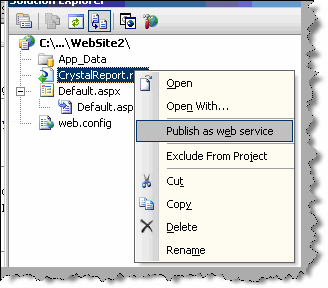 Solution Explorer
C:\...\WebSite2\
App_Data
CrystalReport.r
Default.aspx
Default.asp
web.config
Open
Open With...
Publish as web service
Exclude From Project
Cut
Copy
Delete
Rename